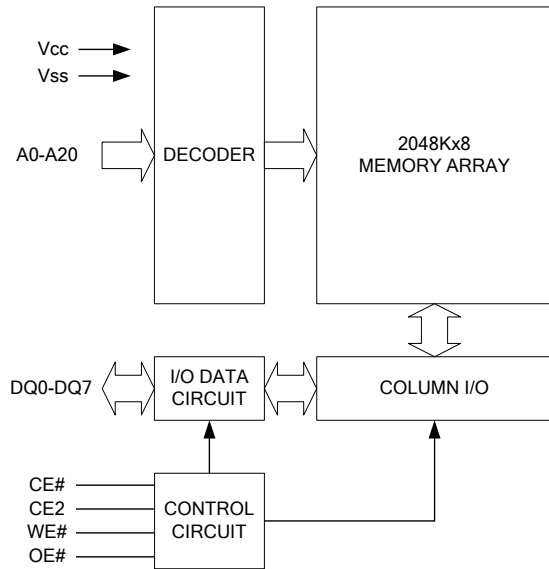 Vcc
Vss
A0-A20
DECODER
2048Kx8
MEMORY ARRAY
DQ0-DQ7
I/O DATA
CIRCUIT
COLUMN I/O
CE#
CE2
WE#
OE#
CONTROL
CIRCUIT